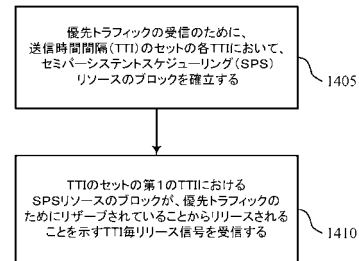 優先トラフィックの受信のために、
送信時間間隔(TTI)のセットの各TTIにおいて、
セミパーシステントスケジューリング(SPS)
リソースのブロックを確立する
1405
TTIのセットの第1のTTIにおける
SPSリソースのブロックが、優先トラフィックの
ためにリザーブされていることからリリースされる
ことを示すTTI毎リリース信号を受信する
1410